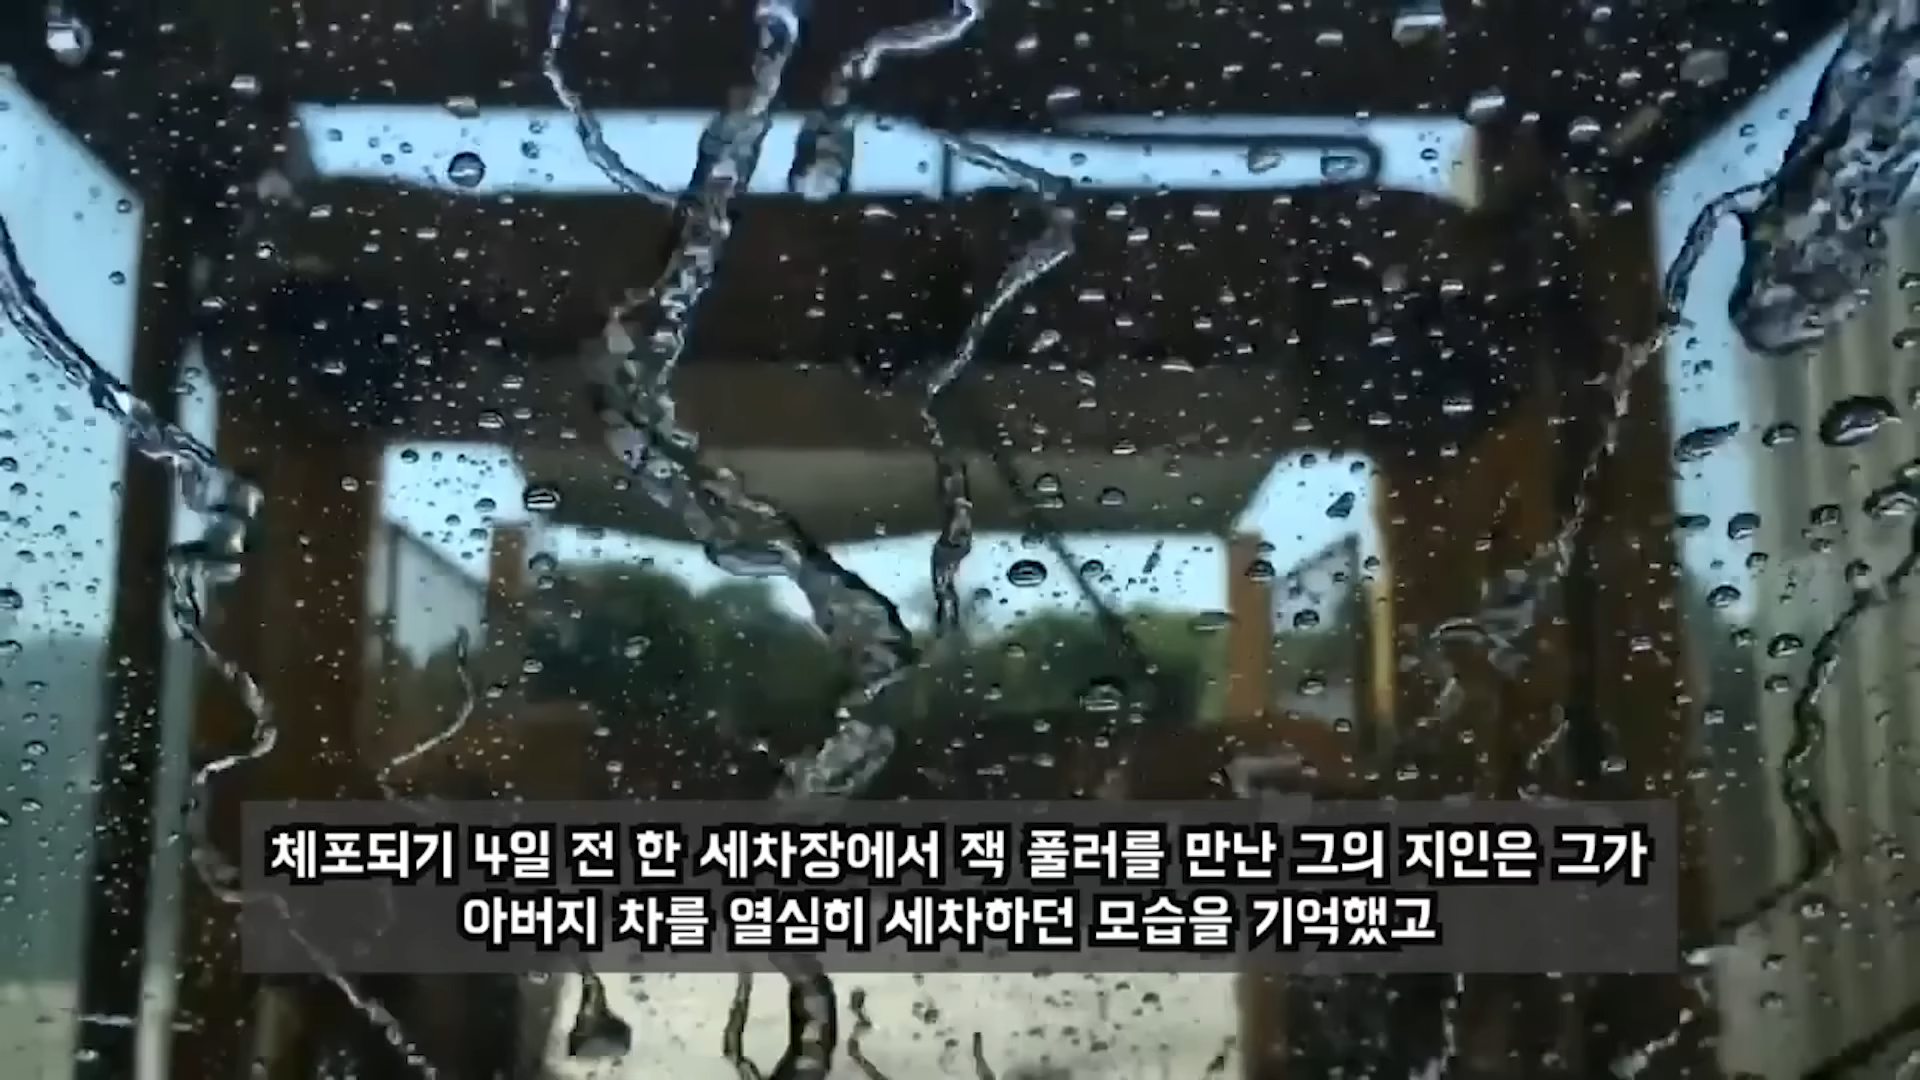 체포되기 4일 전 한 세차장에서 잭 풀러를 만난 그의 지인은 그가
아버지 차를 열심히 세차하던 모습을 기억했고